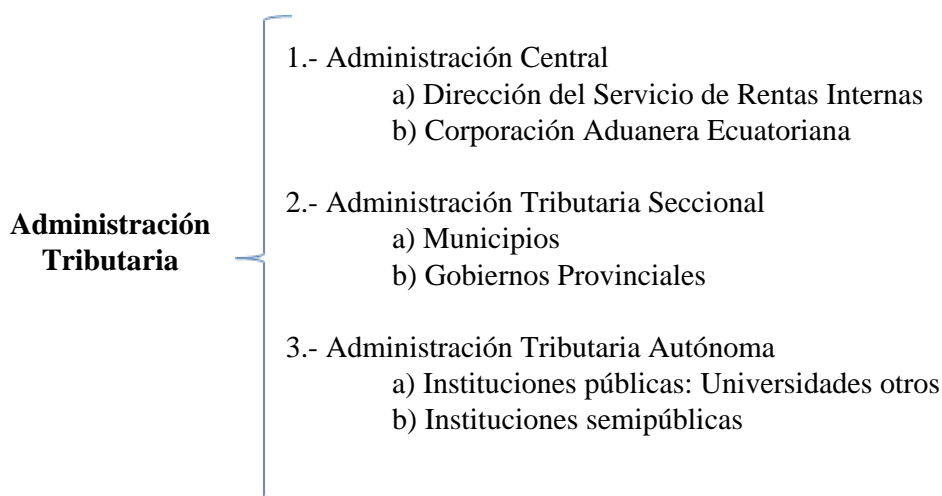 Administración
Tributaria
1.- Administración Central
a) Dirección del Servicio de Rentas Internas
b) Corporación Aduanera Ecuatoriana
2.- Administración Tributaria Seccional
a) Municipios
b) Gobiernos Provinciales
3.- Administración Tributaria Autónoma
a) Instituciones públicas: Universidades otros
b) Instituciones semipúblicas